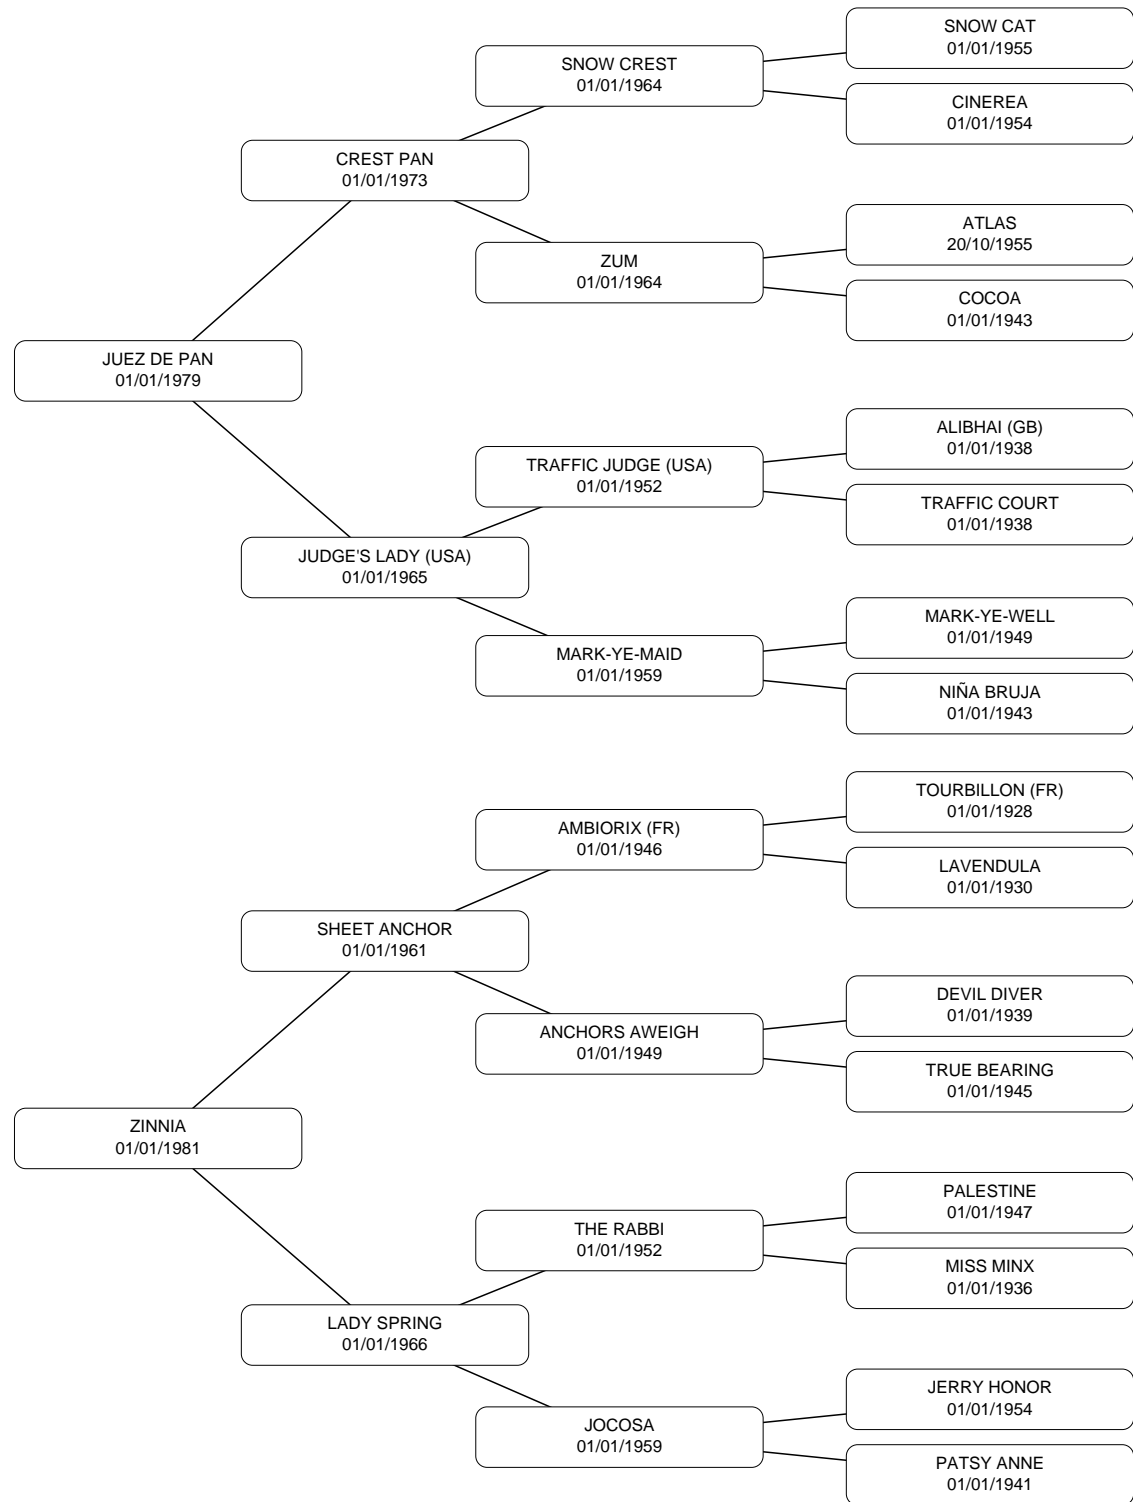 SNOW CAT
01/01/1955
SNOW CREST
01/01/1964
CINEREA
01/01/1954
CREST PAN
01/01/1973
ATLAS
20/10/1955
ZUM
01/01/1964
COCOA
01/01/1943
JUEZ DE PAN
01/01/1979
ALIBHAI (GB)
01/01/1938
TRAFFIC JUDGE (USA)
01/01/1952
TRAFFIC COURT
01/01/1938
JUDGE'S LADY (USA)
01/01/1965
MARK-YE-WELL
01/01/1949
MARK-YE-MAID
01/01/1959
NIÑA BRUJA
01/01/1943
TOURBILLON (FR)
01/01/1928
AMBIORIX (FR)
01/01/1946
LAVENDULA
01/01/1930
SHEET ANCHOR
01/01/1961
DEVIL DIVER
01/01/1939
ANCHORS AWEIGH
01/01/1949
TRUE BEARING
01/01/1945
ZINNIA
01/01/1981
PALESTINE
01/01/1947
THE RABBI
01/01/1952
MISS MINX
01/01/1936
LADY SPRING
01/01/1966
JERRY HONOR
01/01/1954
JOCOSA
01/01/1959
PATSY ANNE
01/01/1941